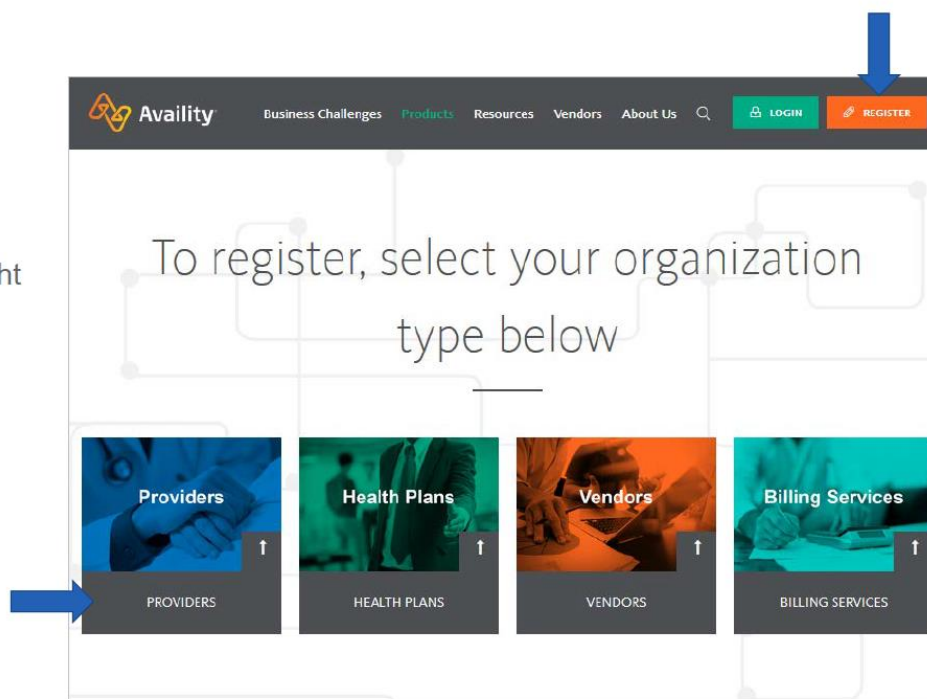 Availity
Business Challenges Products Resources Vendors About Us LOGIN REGISTER
ht
To register, select your organization
type below
Providers Health Plans Vendors Billing Services
PROVIDERS HEALTH PLANS VENDORS BILLING SERVICES